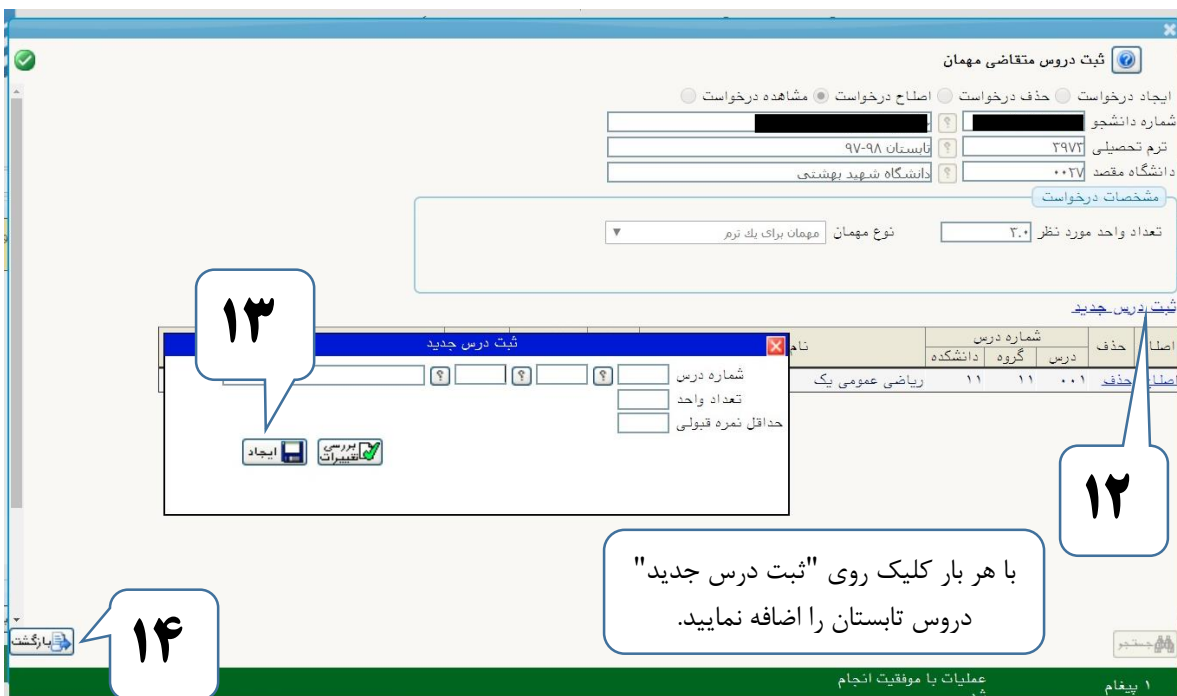 ثبت دروس متقاضی مهمان
ایجاد درخواست حذف درخواست اصلاح درخواست مشاهده درخواست
شماره دانشجو
ترم تحصیلی ۳۹۷۳ تابستان ۹۸-۹۷
دانشگاه مقصد ۰۰۲۷ دانشگاه شهید بهشتی
مشخصات درخواست
تعداد واحد مورد نظر ۳.۰ نوع مهمان مهمان برای یك ترم
ثبت درس جدید
حذف شماره درس
درس گروه دانشکده
حذف ۰۰۱ ۱۱ ۱۱ ریاضی عمومی یک
ثبت درس جدید
شماره درس
تعداد واحد
حداقل نمره قبولی
بررسی تغییرات ایجاد
۱۳
۱۲
با هر بار کلیک روی "ثبت درس جدید"
دروس تابستان را اضافه نمایید.
۱۴
بازگشت
جستجو
۱ پیغام عملیات با موفقیت انجام